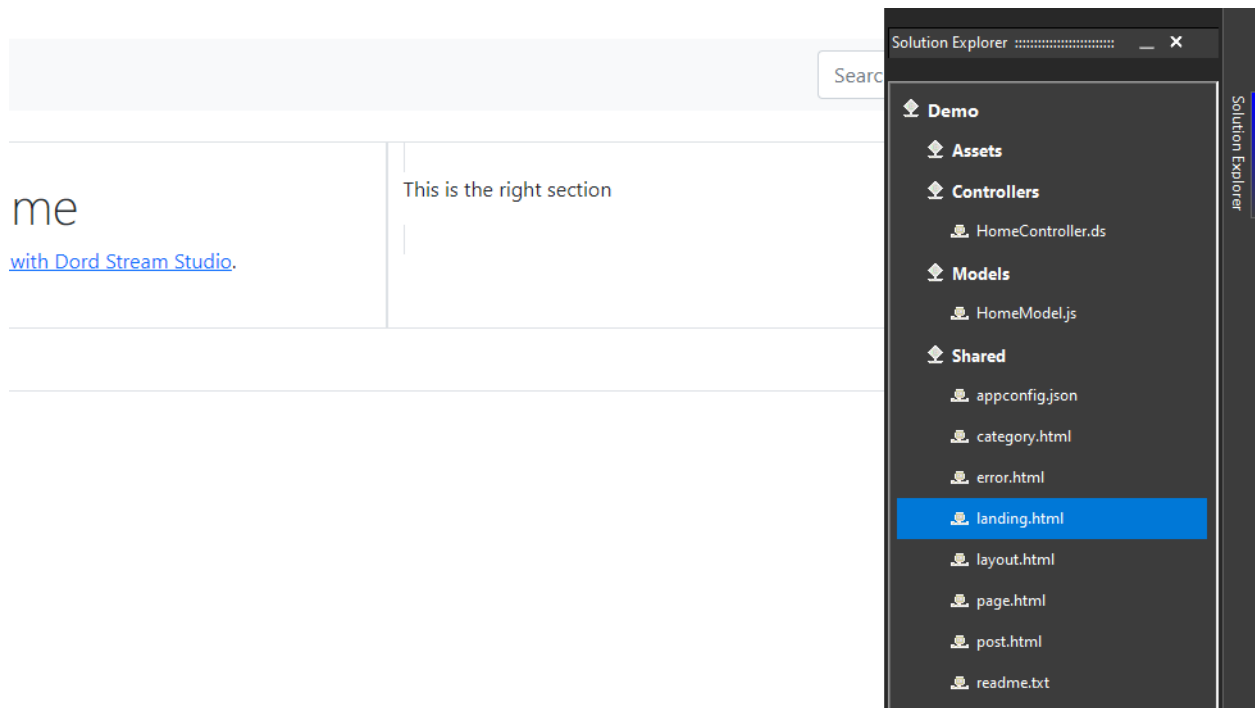 Searc
me
with Dord Stream Studio.
This is the right section
Solution Explorer
Demo
Assets
Controllers
HomeController.ds
Models
HomeModel.js
Shared
appconfig.json
category.html
error.html
landing.html
layout.html
page.html
post.html
readme.txt
Solution Explorer